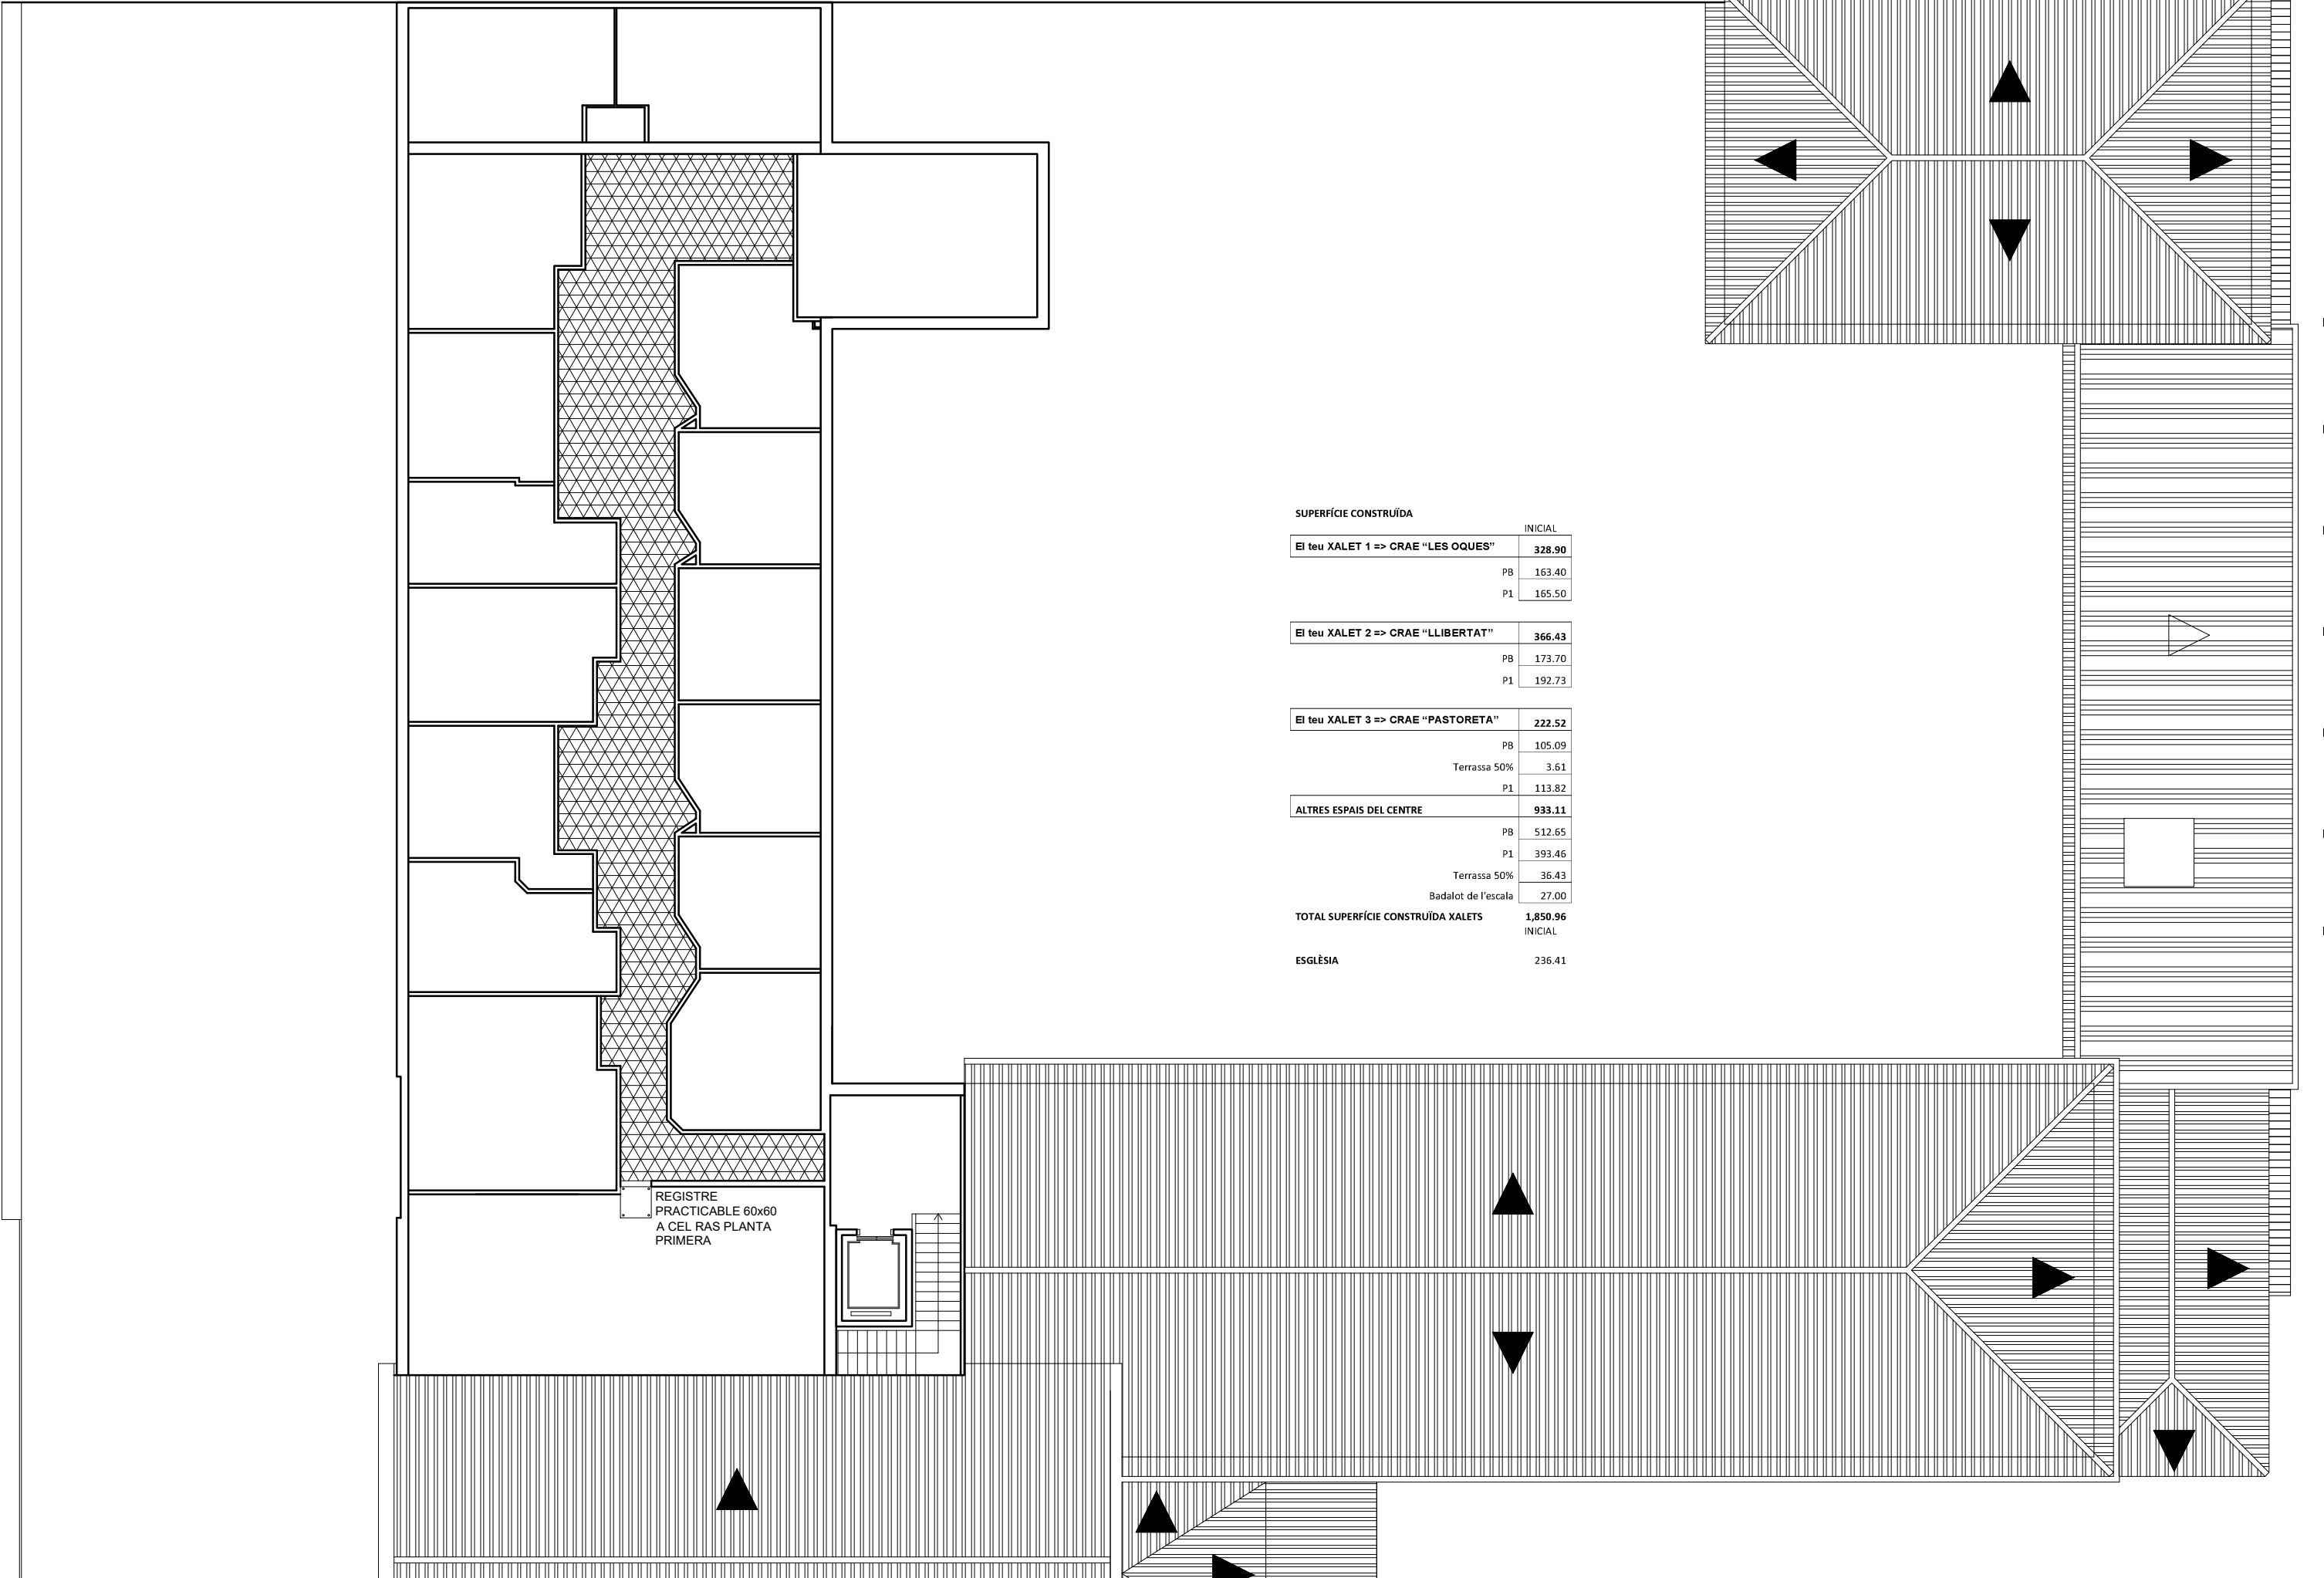 SUPERFÍCIE CONSTRUÏDA
INICIAL
El teu XALET 1 => CRAE “LES OQUES” 328.90
PB 163.40
P1 165.50
El teu XALET 2 => CRAE “LLIBERTAT” 366.43
PB 173.70
P1 192.73
El teu XALET 3 => CRAE “PASTORETA” 222.52
PB 105.09
Terrassa 50% 3.61
P1 113.82
ALTRES ESPAIS DEL CENTRE 933.11
PB 512.65
P1 393.46
Terrassa 50% 36.43
Badalot de l'escala 27.00
TOTAL SUPERFÍCIE CONSTRUÏDA XALETS 1,850.96
INICIAL
ESGLÈSIA 236.41
REGISTRE
PRACTICABLE 60x60
A CEL RAS PLANTA
PRIMERA